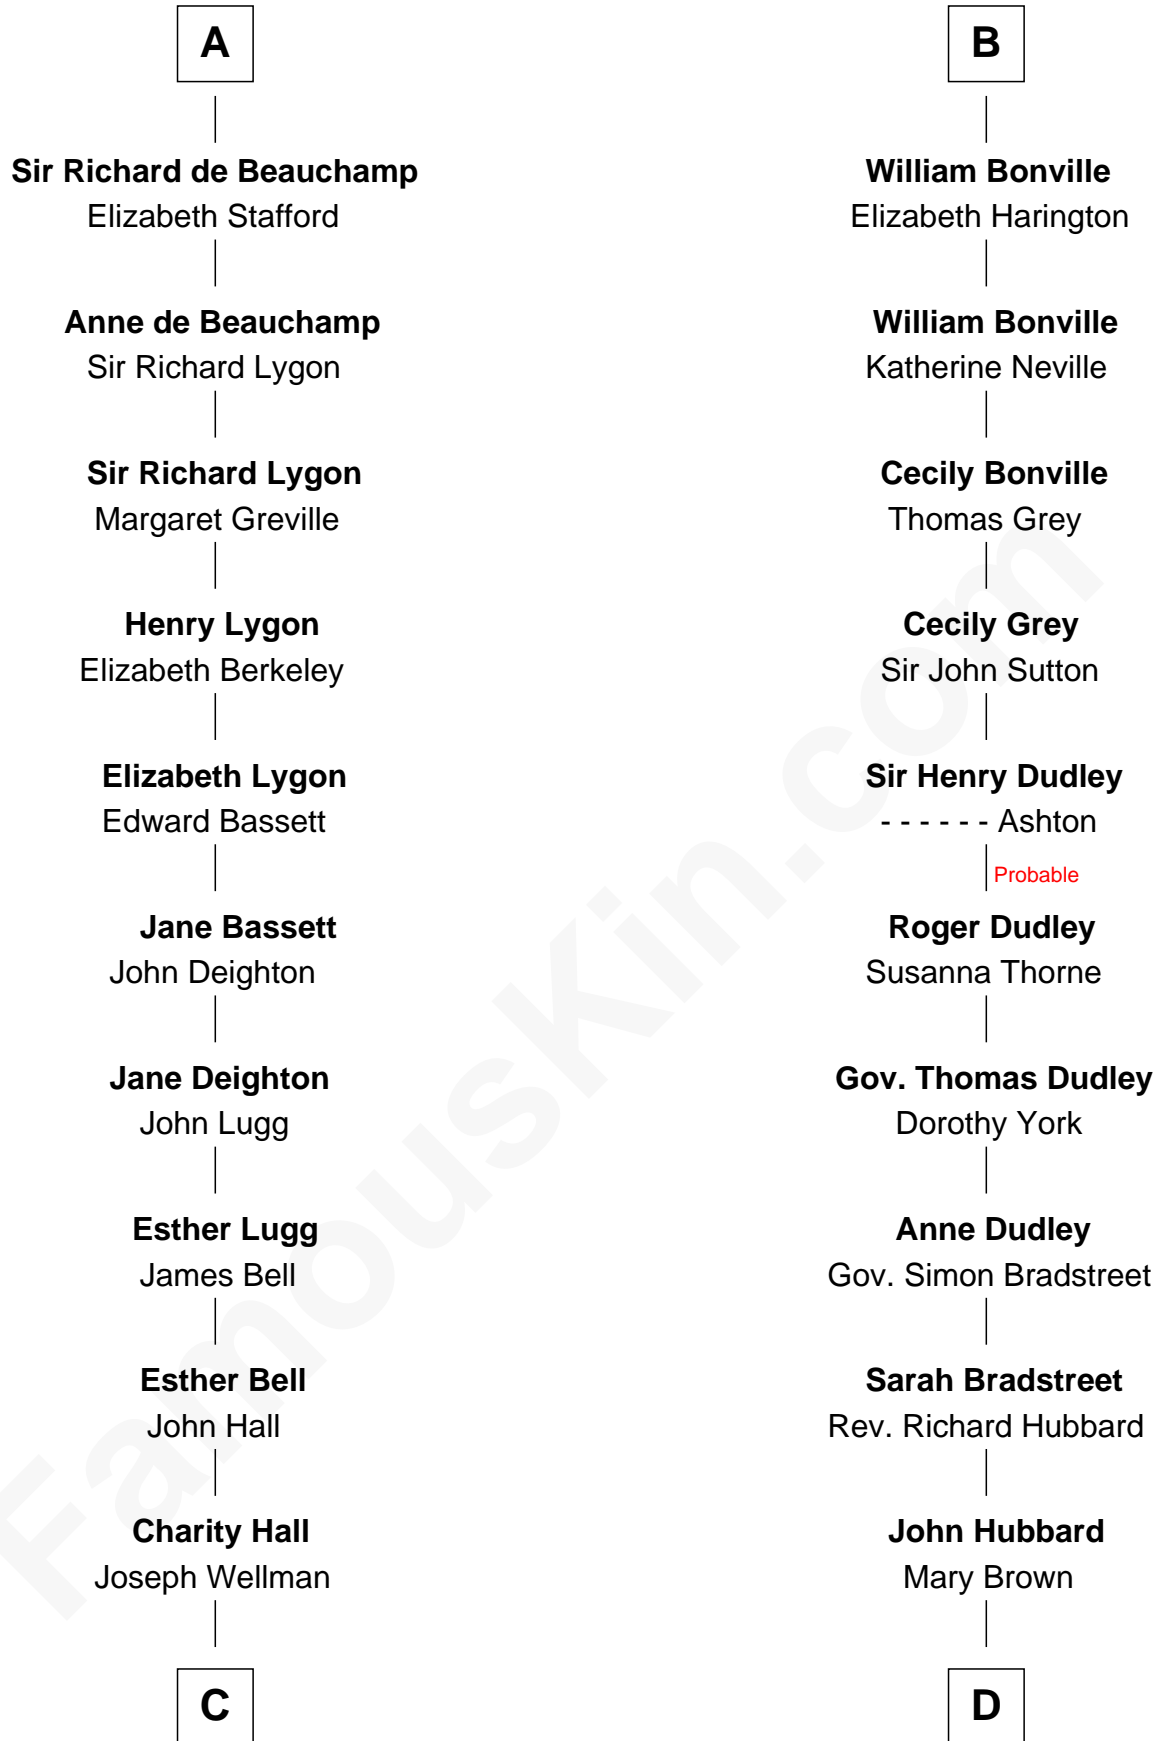 A
Sir Richard de Beauchamp
Elizabeth Stafford
Anne de Beauchamp
Sir Richard Lygon
Sir Richard Lygon
Margaret Greville
Henry Lygon
Elizabeth Berkeley
Elizabeth Lygon
Edward Bassett
Jane Bassett
John Deighton
Jane Deighton
John Lugg
Esther Lugg
James Bell
Esther Bell
John Hall
Charity Hall
Joseph Wellman
C
B
William Bonville
Elizabeth Harington
William Bonville
Katherine Neville
Cecily Bonville
Thomas Grey
Cecily Grey
Sir John Sutton
Sir Henry Dudley
- - - - - - Ashton
Probable
Roger Dudley
Susanna Thorne
Gov. Thomas Dudley
Dorothy York
Anne Dudley
Gov. Simon Bradstreet
Sarah Bradstreet
Rev. Richard Hubbard
John Hubbard
Mary Brown
D
FamousKin.com